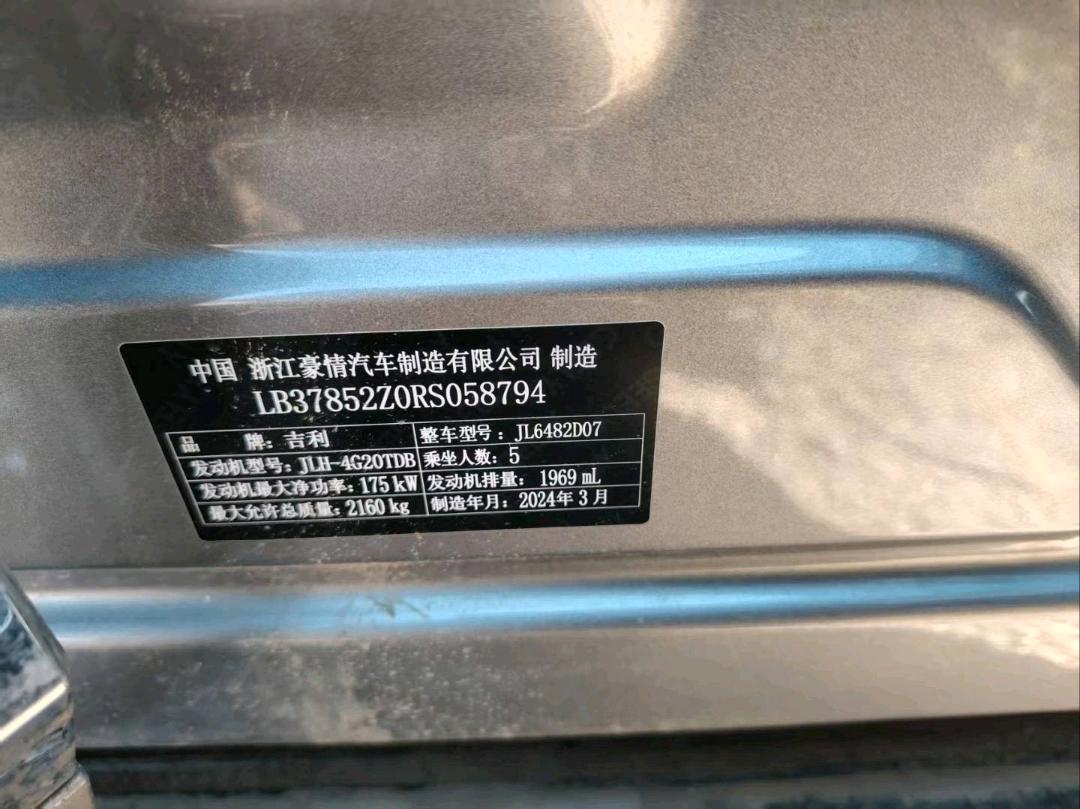 中国 浙江豪情汽车制造有限公司 制造
LB37852Z0RS058794
品 牌：吉利 整车型号：JL6482D07
发动机型号：JLH-4G20TDB 乘坐人数：5
发动机最大净功率：175 kW 发动机排量：1969 mL
最大允许总质量：2160 kg 制造年月：2024年 3 月